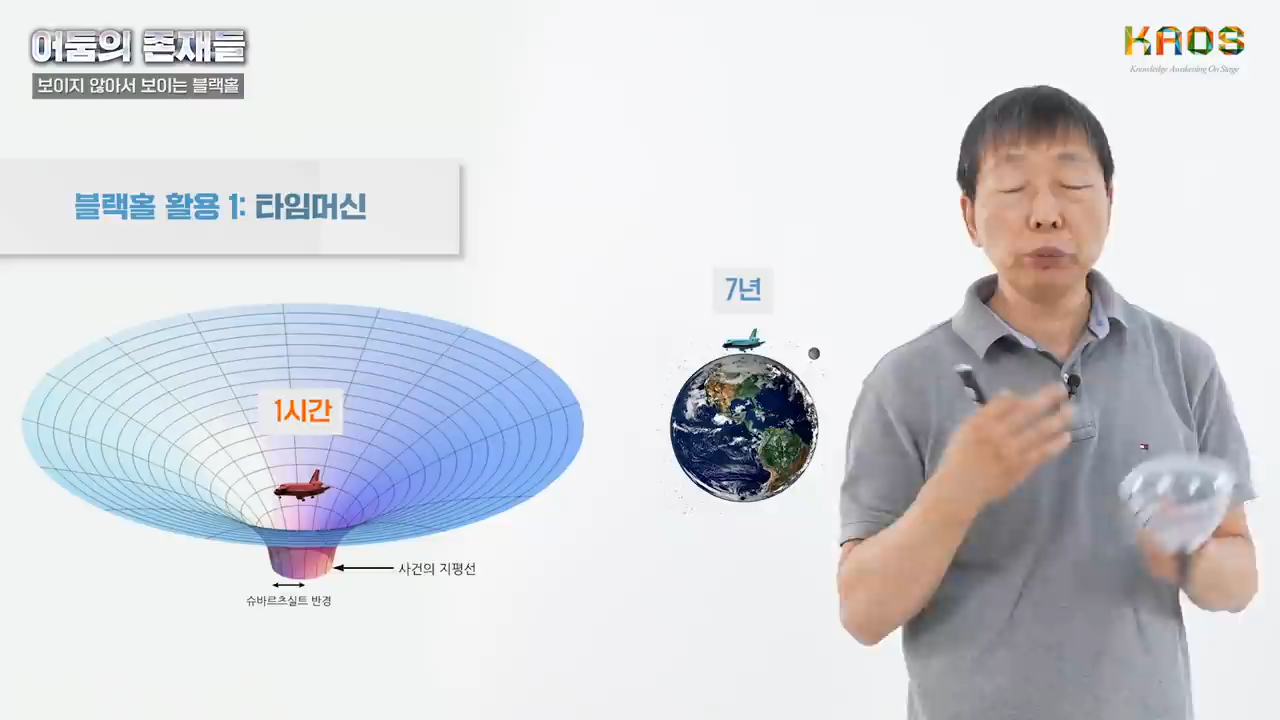 어둠의 존재들
보이지 않아서 보이는 블랙홀
KAOS
Knowledge Awakening On Stage
블랙홀 활용 1: 타임머신
7년
1시간
사건의 지평선
슈바르츠실트 반경